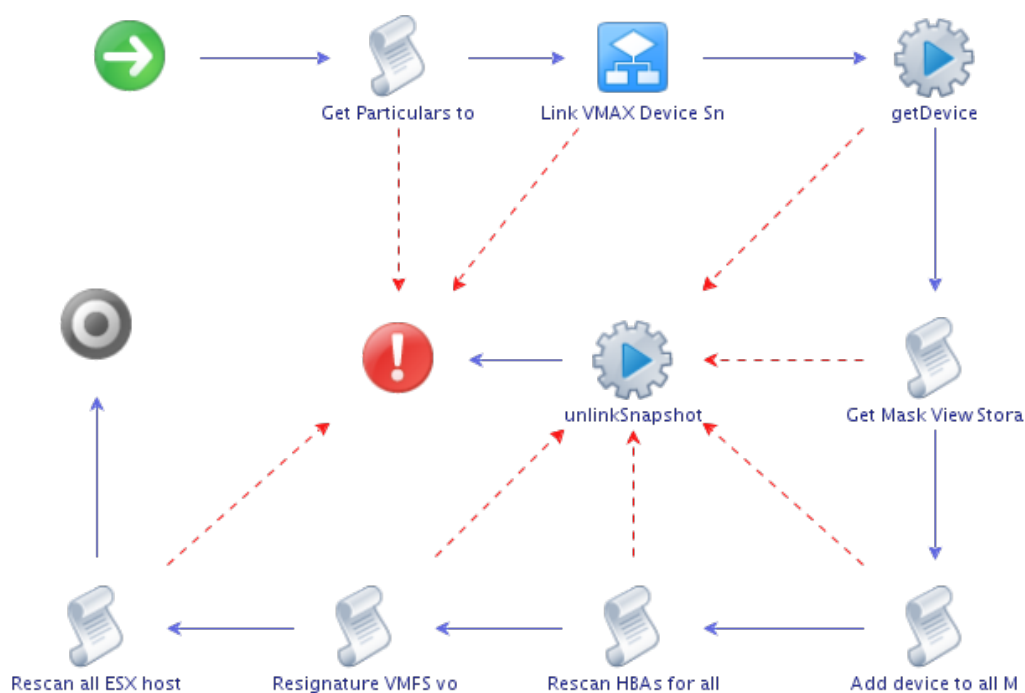 Get Particulars to
Link VMAX Device Sn
getDevice
unlinkSnapshot
Get Mask View Stora
Rescan all ESX host
Resignature VMFS vo
Rescan HBAs for all
Add device to all M